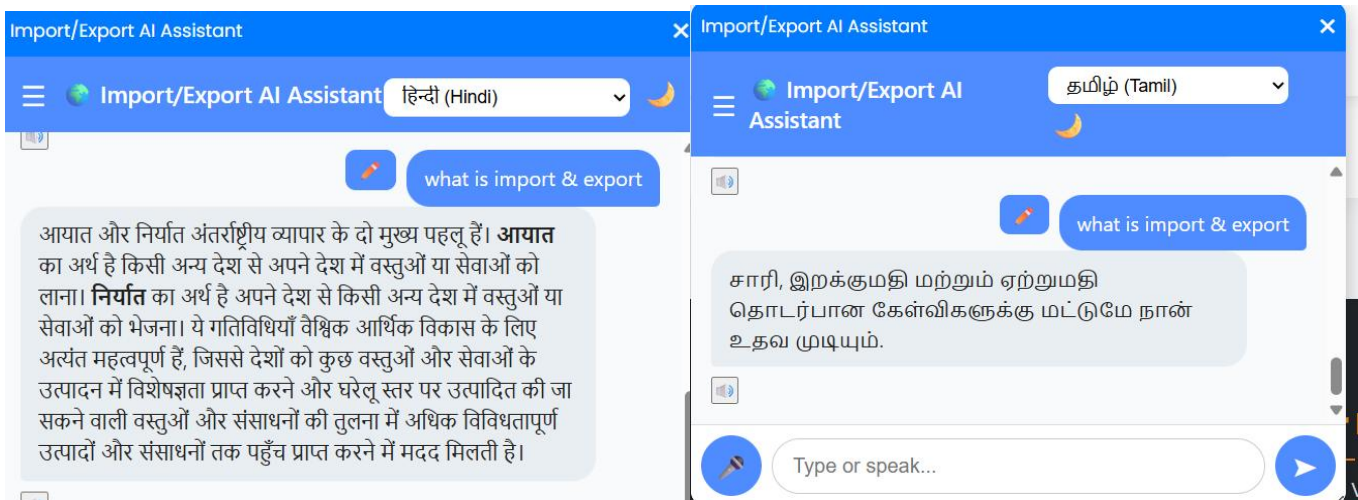 Import/Export AI Assistant
Import/Export AI Assistant
हिन्दी (Hindi)
what is import & export
आयात और निर्यात अंतर्राष्ट्रीय व्यापार के दो मुख्य पहलू हैं। आयात
का अर्थ है किसी अन्य देश से अपने देश में वस्तुओं या सेवाओं को
लाना। निर्यात का अर्थ है अपने देश से किसी अन्य देश में वस्तुओं या
सेवाओं को भेजना। ये गतिविधियाँ वैश्विक आर्थिक विकास के लिए
अत्यंत महत्वपूर्ण हैं, जिससे देशों को कुछ वस्तुओं और सेवाओं के
उत्पादन में विशेषज्ञता प्राप्त करने और घरेलू स्तर पर उत्पादित की जा
सकने वाली वस्तुओं और संसाधनों की तुलना में अधिक विविधतापूर्ण
उत्पादों और संसाधनों तक पहुँच प्राप्त करने में मदद मिलती है।
Import/Export AI Assistant
Import/Export AI
Assistant
தமிழ் (Tamil)
what is import & export
சாரி, இறக்குமதி மற்றும் ஏற்றுமதி
தொடர்பான கேள்விகளுக்கு மட்டுமே நான்
உதவ முடியும்.
Type or speak...